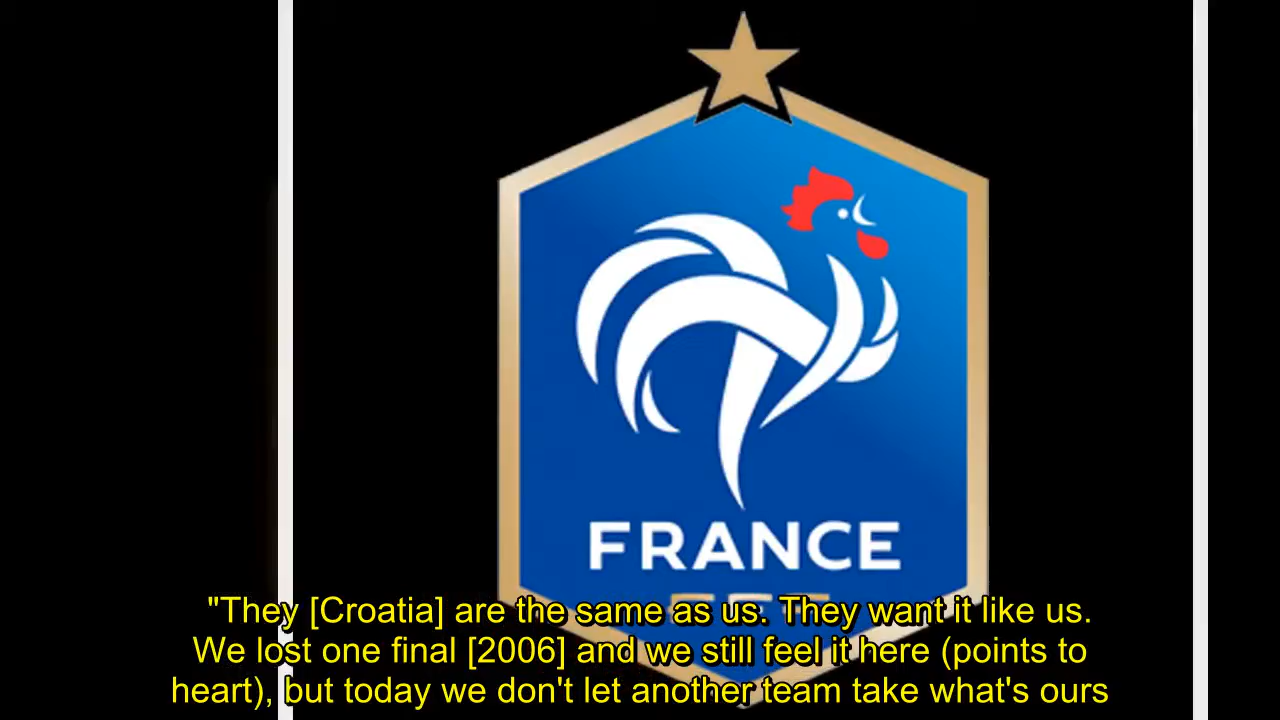 FRANCE
FFF
"They [Croatia] are the same as us. They want it like us.
We lost one final [2006] and we still feel it here (points to
heart), but today we don't let another team take what's ours